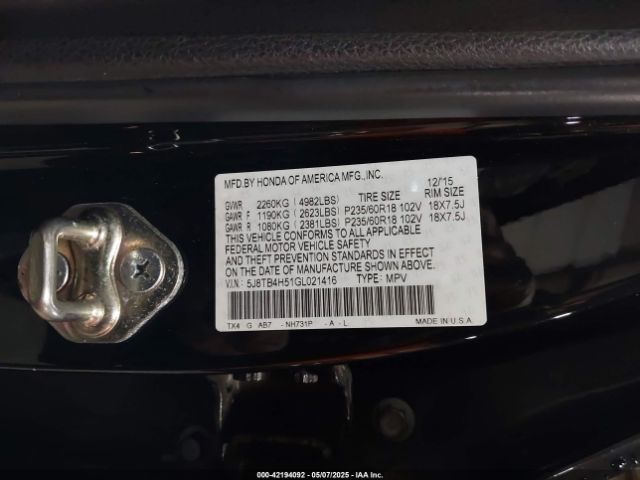 MFD.BY HONDA OF AMERICA MFG.,INC. 12/15
GVWR 2260KG ( 4982LBS) TIRE SIZE RIM SIZE
GAWR F 1190KG (2623LBS) P235/60R18 102V 18X7.5J
GAWR R 1080KG ( 2381LBS) P235/60R18 102V 18X7.5J
THIS VEHICLE CONFORMS TO ALL APPLICABLE
FEDERAL MOTOR VEHICLE SAFETY
AND THEFT PREVENTION STANDARDS IN EFFECT
ON THE DATE OF MANUFACTURE SHOWN ABOVE.
V.I.N.: 5J8TB4H51GL021416 TYPE: MPV
TX4 G AB7 - NH731P - A - L MADE IN U.S.A.
000-42194092 - 05/07/2025 - IAA Inc.